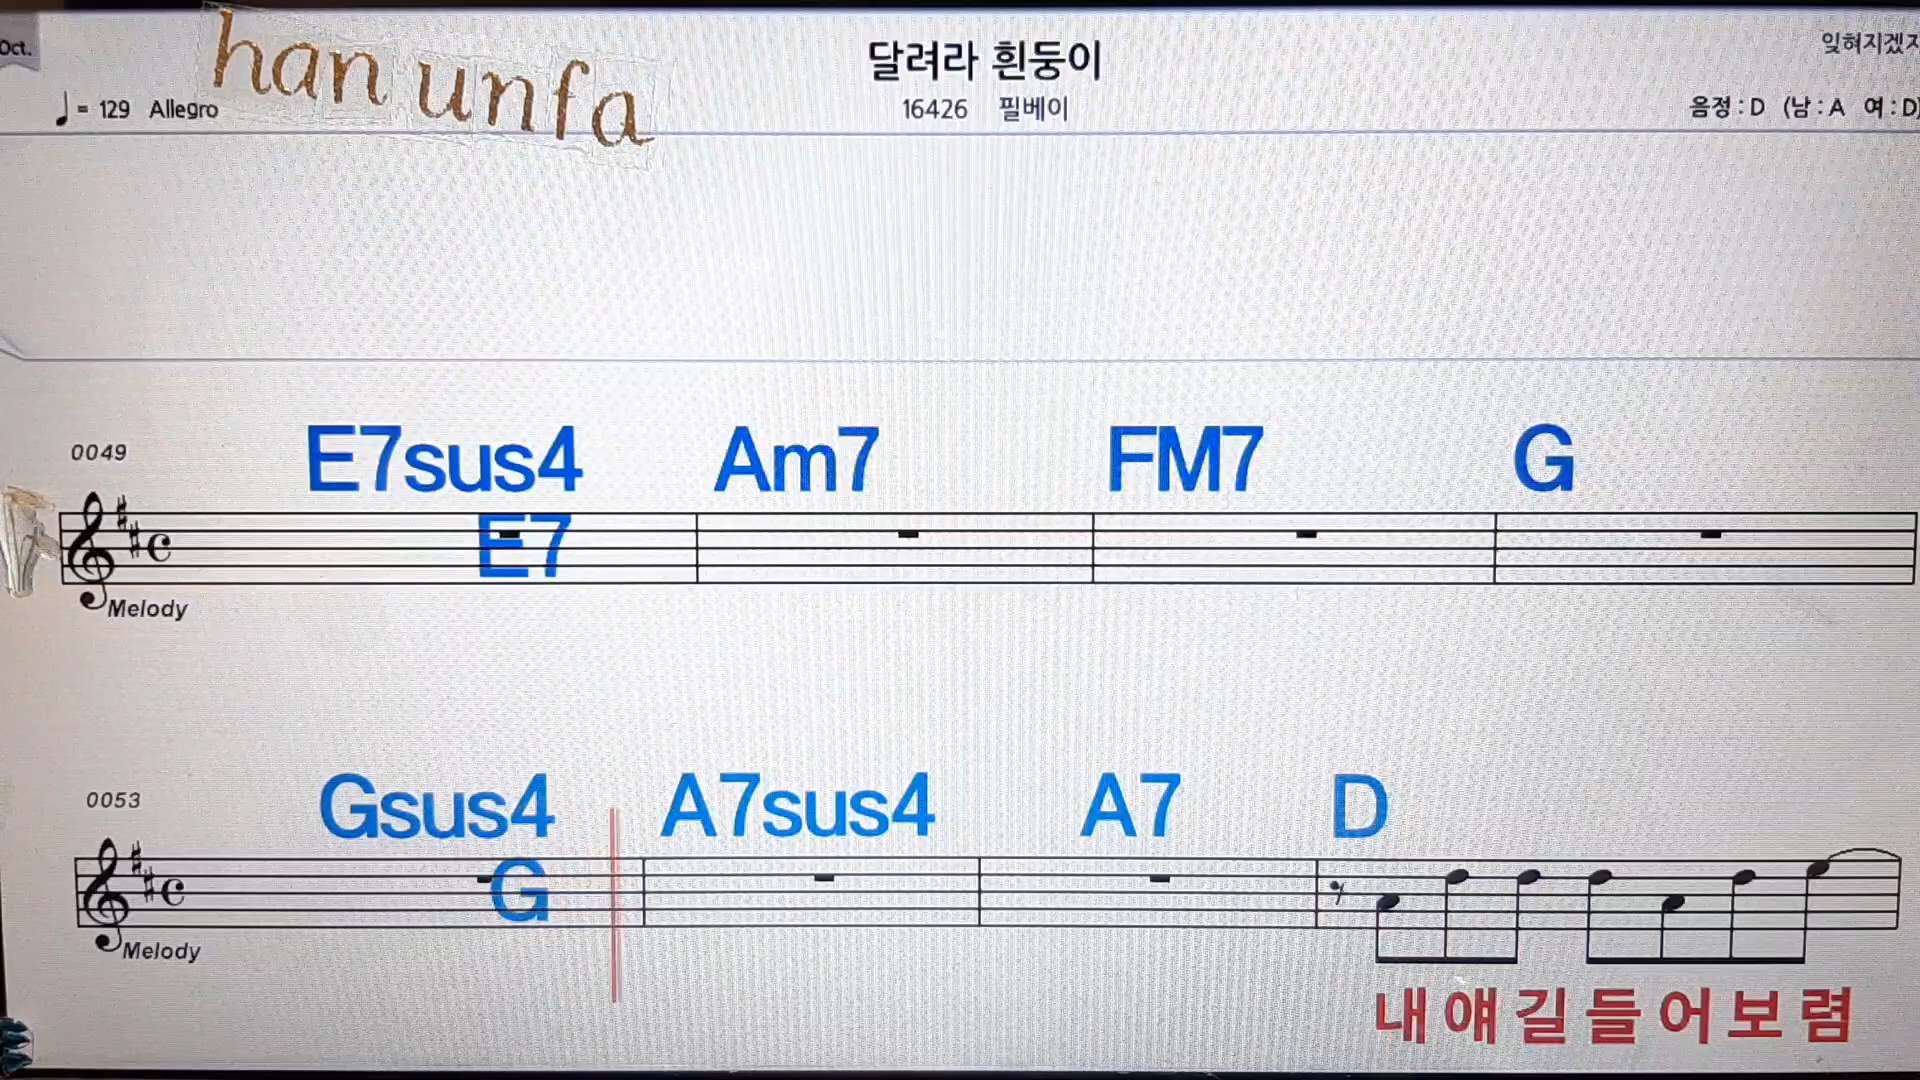 Oct.
han unfa
달려라 흰둥이
잊혀지겠지
♩= 129 Allegro
16426 필베이
음정 : D (남 : A 여 : D)
0049
E7sus4 Am7 FM7 G
E7
Melody
0053
Gsus4 A7sus4 A7 D
G
Melody
내 얘 길 들 어 보 렴